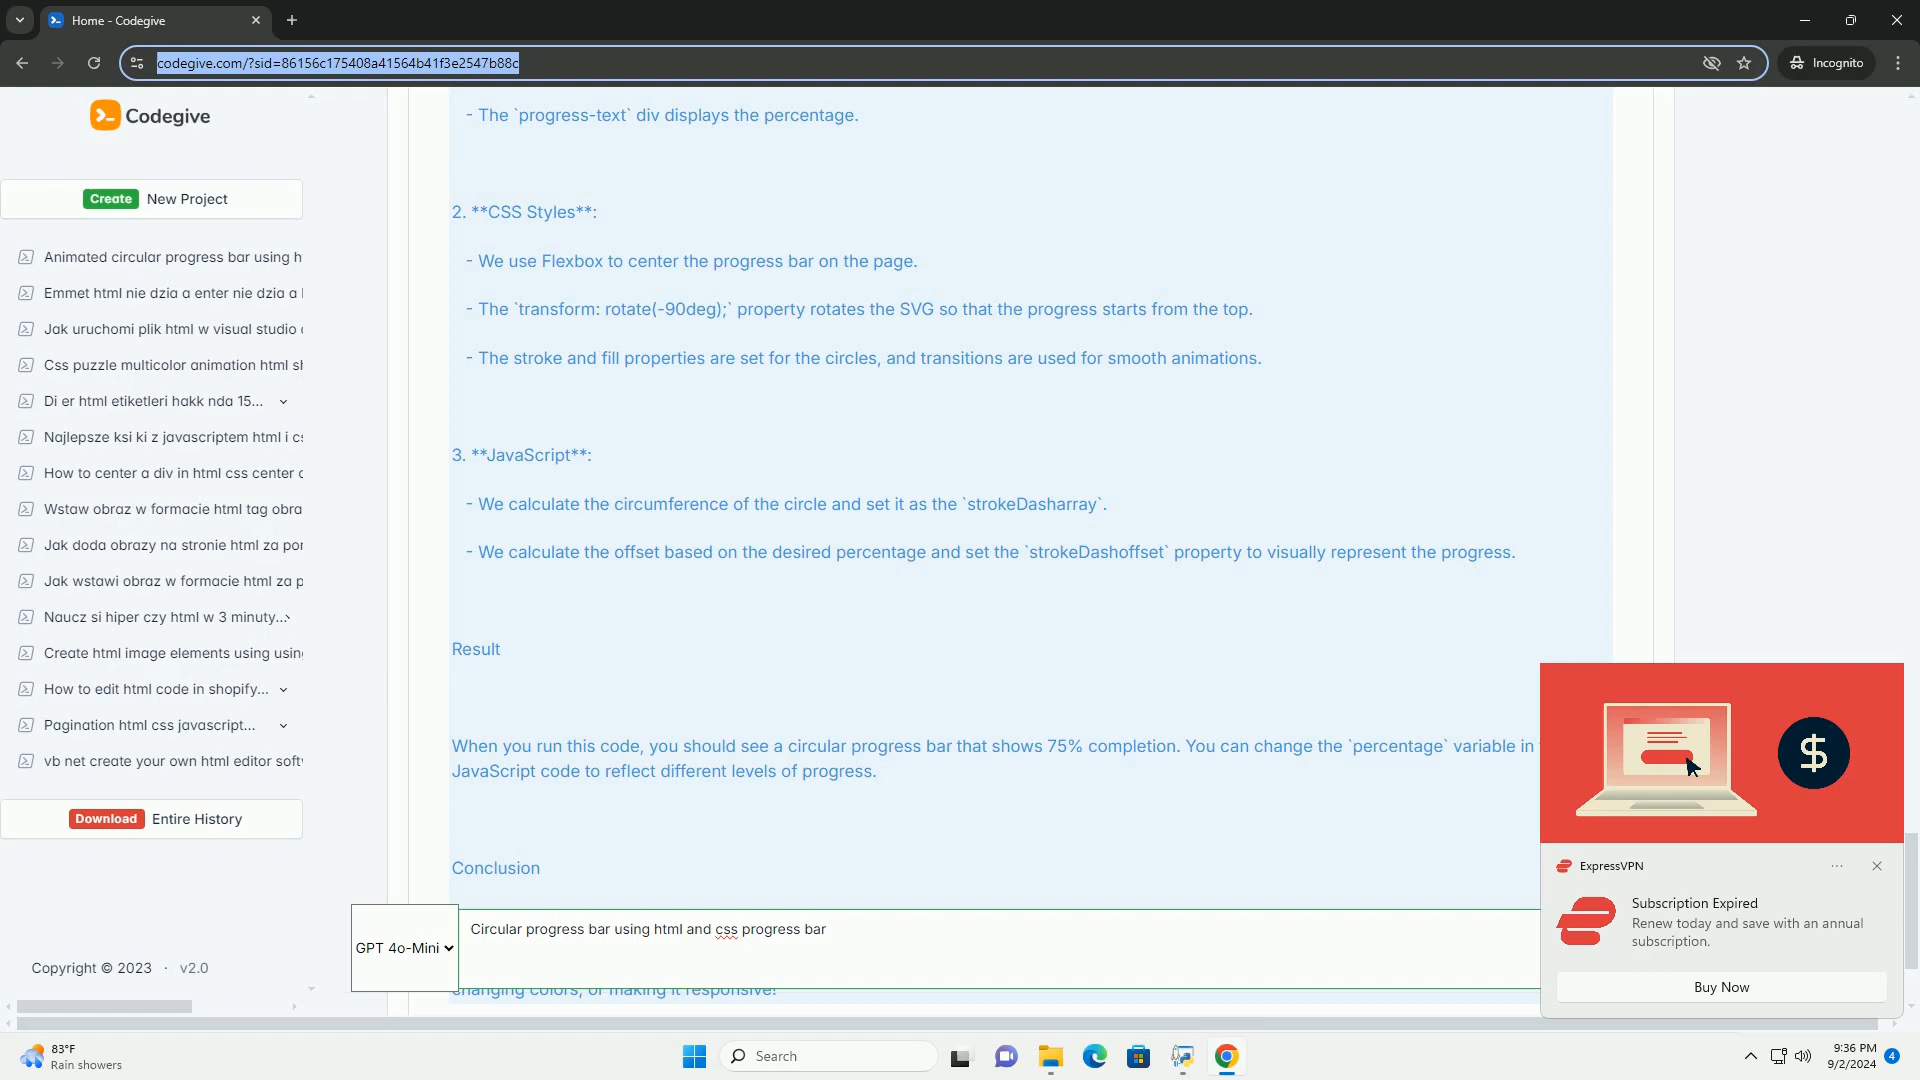 Home - Codegive
codegive.com/?sid=86156c175408a41564b41f3e2547b88c
Incognito
Codegive
Create New Project
Animated circular progress bar using h
Emmet html nie dzia a enter nie dzia a
Jak uruchomi plik html w visual studio
Css puzzle multicolor animation html sh
Di er html etiketleri hakk nda 15...
Najlepsze ksi ki z javascriptem html i cs
How to center a div in html css center
Wstaw obraz w formacie html tag obra
Jak doda obrazy na stronie html za por
Jak wstawi obraz w formacie html za p
Naucz si hiper czy html w 3 minuty...
Create html image elements using using
How to edit html code in shopify...
Pagination html css javascript...
vb net create your own html editor soft
Download Entire History
Copyright © 2023 · v2.0
- The `progress-text` div displays the percentage.
2. **CSS Styles**:
- We use Flexbox to center the progress bar on the page.
- The `transform: rotate(-90deg);` property rotates the SVG so that the progress starts from the top.
- The stroke and fill properties are set for the circles, and transitions are used for smooth animations.
3. **JavaScript**:
- We calculate the circumference of the circle and set it as the `strokeDasharray`.
- We calculate the offset based on the desired percentage and set the `strokeDashoffset` property to visually represent the progress.
Result
When you run this code, you should see a circular progress bar that shows 75% completion. You can change the `percentage` variable in
JavaScript code to reflect different levels of progress.
Conclusion
GPT 4o-Mini
Circular progress bar using html and css progress bar
changing colors, or making it responsive!
$
ExpressVPN
Subscription Expired
Renew today and save with an annual
subscription.
Buy Now
83°F
Rain showers
Search
9:36 PM
9/2/2024
4